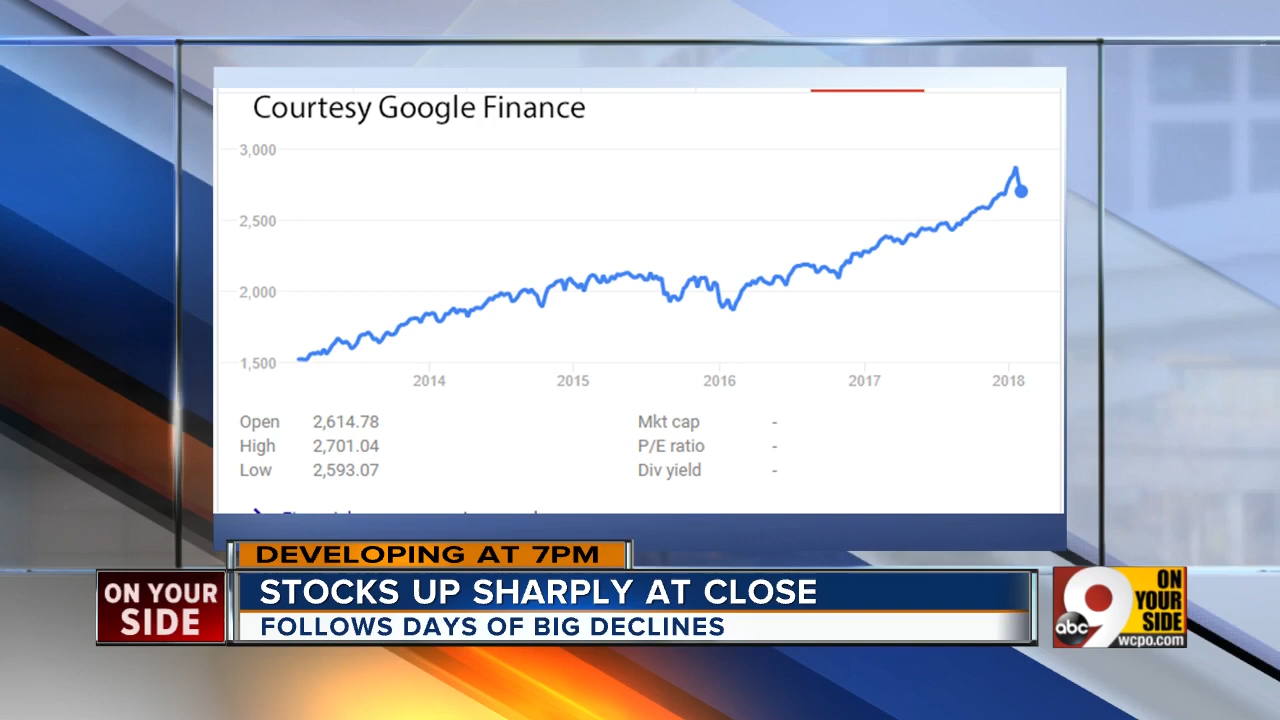 Courtesy Google Finance
3,000
2,500
2,000
1,500
2014 2015 2016 2017 2018
Open 2,614.78 Mkt cap -
High 2,701.04 P/E ratio -
Low 2,593.07 Div yield -
DEVELOPING AT 7PM
ON YOUR SIDE
STOCKS UP SHARPLY AT CLOSE
FOLLOWS DAYS OF BIG DECLINES
9
abc
ON
YOUR
SIDE
wcpo.com